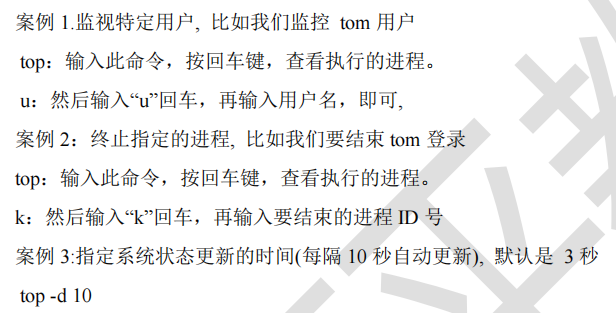 案例 1.监视特定用户, 比如我们监控 tom 用户
top：输入此命令，按回车键，查看执行的进程。
u：然后输入“u”回车，再输入用户名，即可,
案例 2：终止指定的进程, 比如我们要结束 tom 登录
top：输入此命令，按回车键，查看执行的进程。
k：然后输入“k”回车，再输入要结束的进程 ID 号
案例 3:指定系统状态更新的时间(每隔 10 秒自动更新), 默认是 3 秒
top -d 10